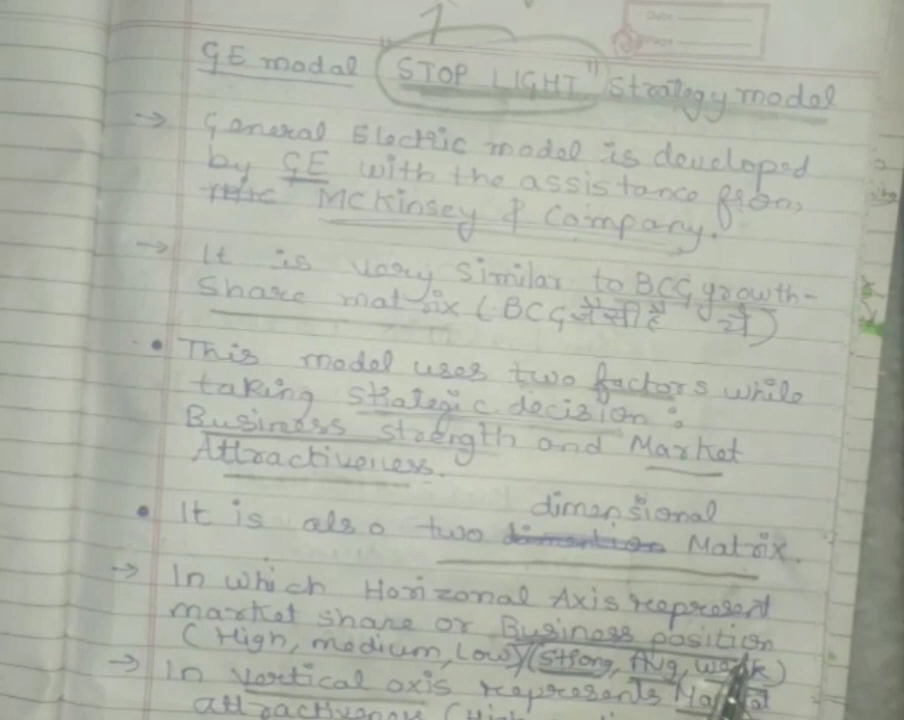 GE modal "STOP LIGHT" Strategy model
→ General Electric model is developed
by GE with the assistance from
McKinsey & Company.
→ It is very similar to BCG growth-
Share matrix (BCG जैसी है ये)
• This model uses two factors while
taking strategic decision :
Business strength and Market
Attractiveness.
dimensional
• It is also two dimention Matrix.
→ In which Horizonal Axis represent
market share or Business position
(High, medium, Low) (Strong, Avg, weak)
→ In vertical axis represents
attractiveness (High